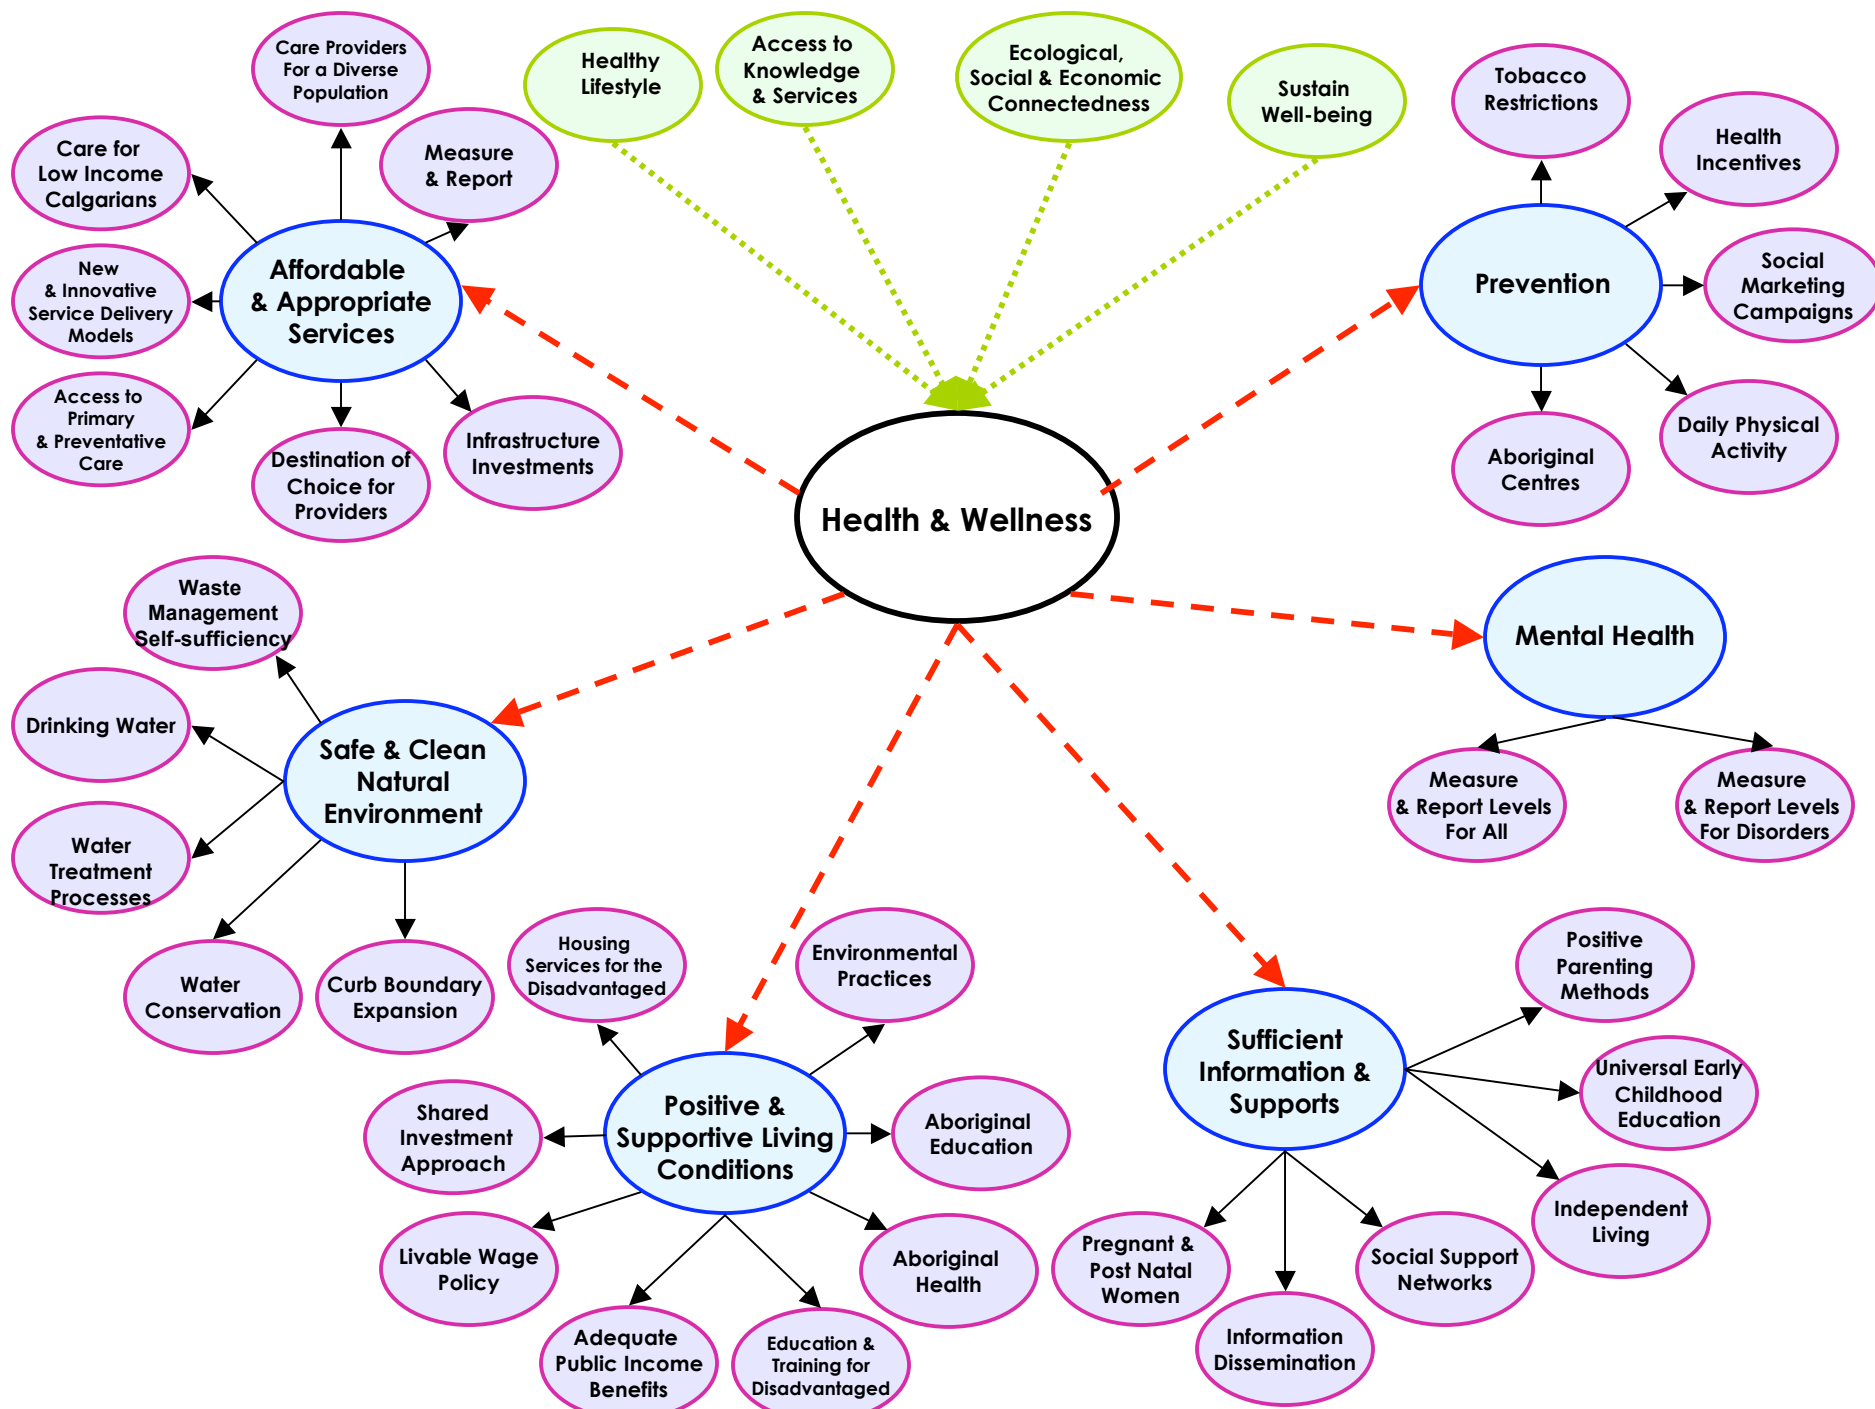 Care Providers
For a Diverse
Population
Healthy
Lifestyle
Access to
Knowledge
& Services
Ecological,
Social & Economic
Connectedness
Sustain
Well-being
Tobacco
Restrictions
Care for
Low Income
Calgarians
Measure
& Report
Health
Incentives
New
& Innovative
Service Delivery
Models
Affordable
& Appropriate
Services
Prevention
Social
Marketing
Campaigns
Access to
Primary
& Preventative
Care
Destination of
Choice for
Providers
Infrastructure
Investments
Aboriginal
Centres
Daily Physical
Activity
Health & Wellness
Waste
Management
Self-sufficiency
Mental Health
Drinking Water
Safe & Clean
Natural
Environment
Measure
& Report Levels
For All
Measure
& Report Levels
For Disorders
Water
Treatment
Processes
Water
Conservation
Curb Boundary
Expansion
Housing
Services for the
Disadvantaged
Environmental
Practices
Positive
Parenting
Methods
Shared
Investment
Approach
Positive &
Supportive Living
Conditions
Aboriginal
Education
Sufficient
Information &
Supports
Universal Early
Childhood
Education
Livable Wage
Policy
Aboriginal
Health
Pregnant &
Post Natal
Women
Social Support
Networks
Independent
Living
Adequate
Public Income
Benefits
Education &
Training for
Disadvantaged
Information
Dissemination